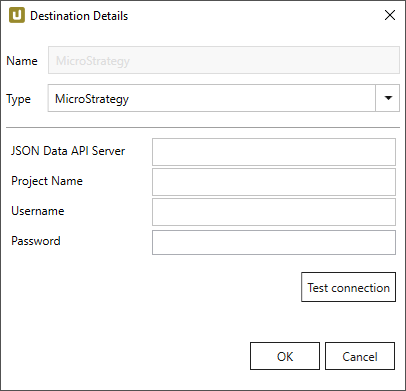 Destination Details
Name MicroStrategy
Type MicroStrategy
JSON Data API Server
Project Name
Username
Password
Test connection
OK Cancel